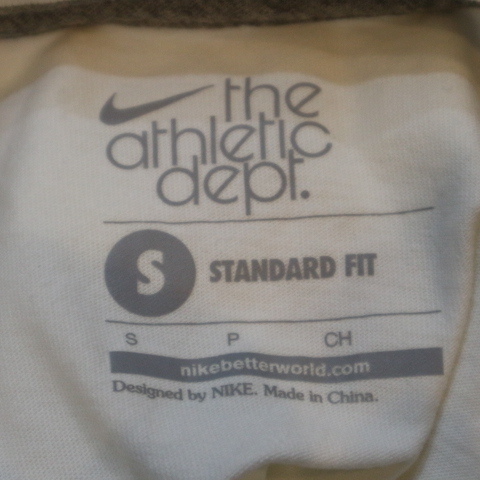 the
athletic
dept.
S STANDARD FIT
S P CH
nikebetterworld.com
Designed by NIKE. Made in China.